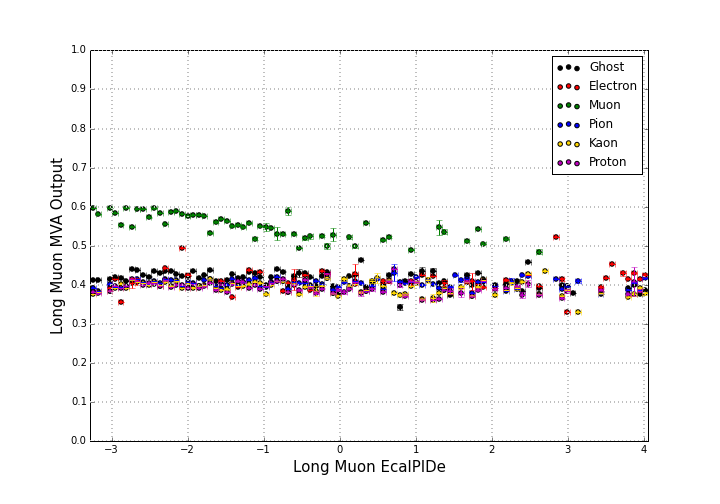 1.0
0.9
0.8
0.7
0.6
0.5
0.4
0.3
0.2
0.1
0.0
Long Muon MVA Output
Ghost
Electron
Muon
Pion
Kaon
Proton
−3 −2 −1 0 1 2 3 4
Long Muon EcalPIDe